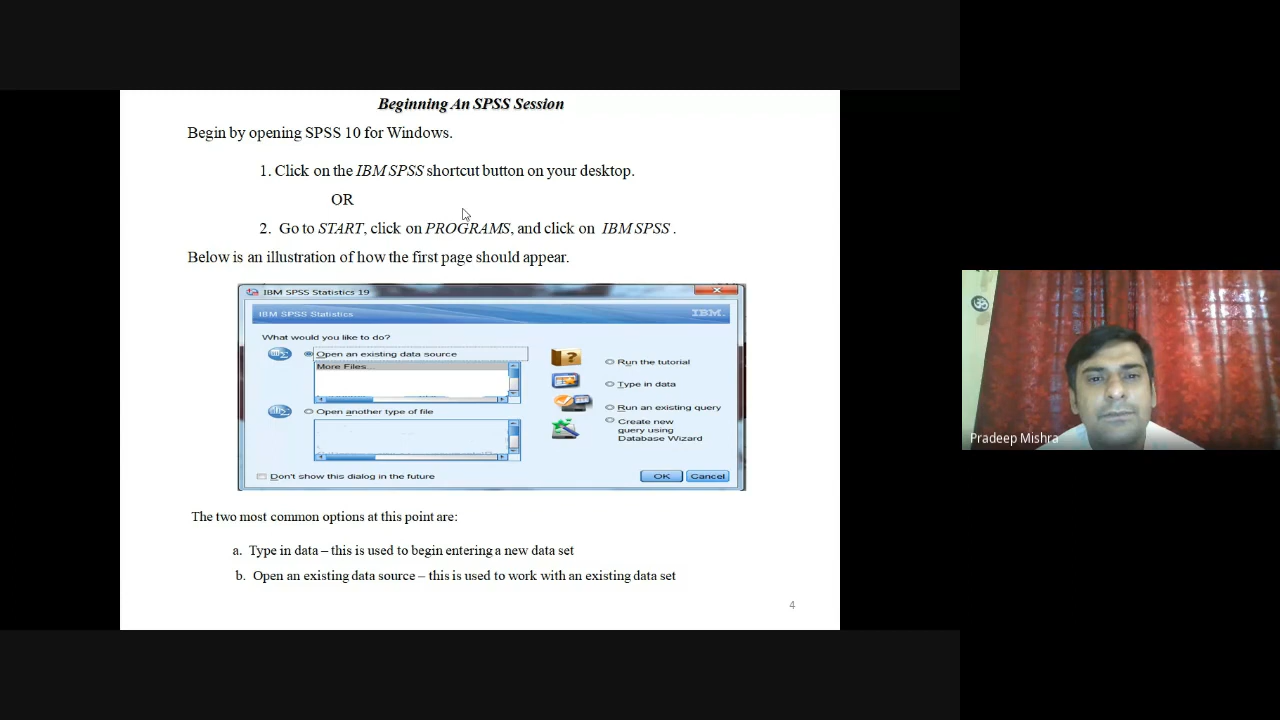 Beginning An SPSS Session
Begin by opening SPSS 10 for Windows.
1. Click on the IBM SPSS shortcut button on your desktop.
OR
2. Go to START, click on PROGRAMS, and click on IBM SPSS .
Below is an illustration of how the first page should appear.
IBM SPSS Statistics 19
IBM SPSS Statistics
IBM.
What would you like to do?
Open an existing data source
More Files...
Open another type of file
Run the tutorial
Type in data
Run an existing query
Create new
query using
Database Wizard
Don't show this dialog in the future
OK
Cancel
The two most common options at this point are:
a. Type in data – this is used to begin entering a new data set
b. Open an existing data source – this is used to work with an existing data set
4
Pradeep Mishra